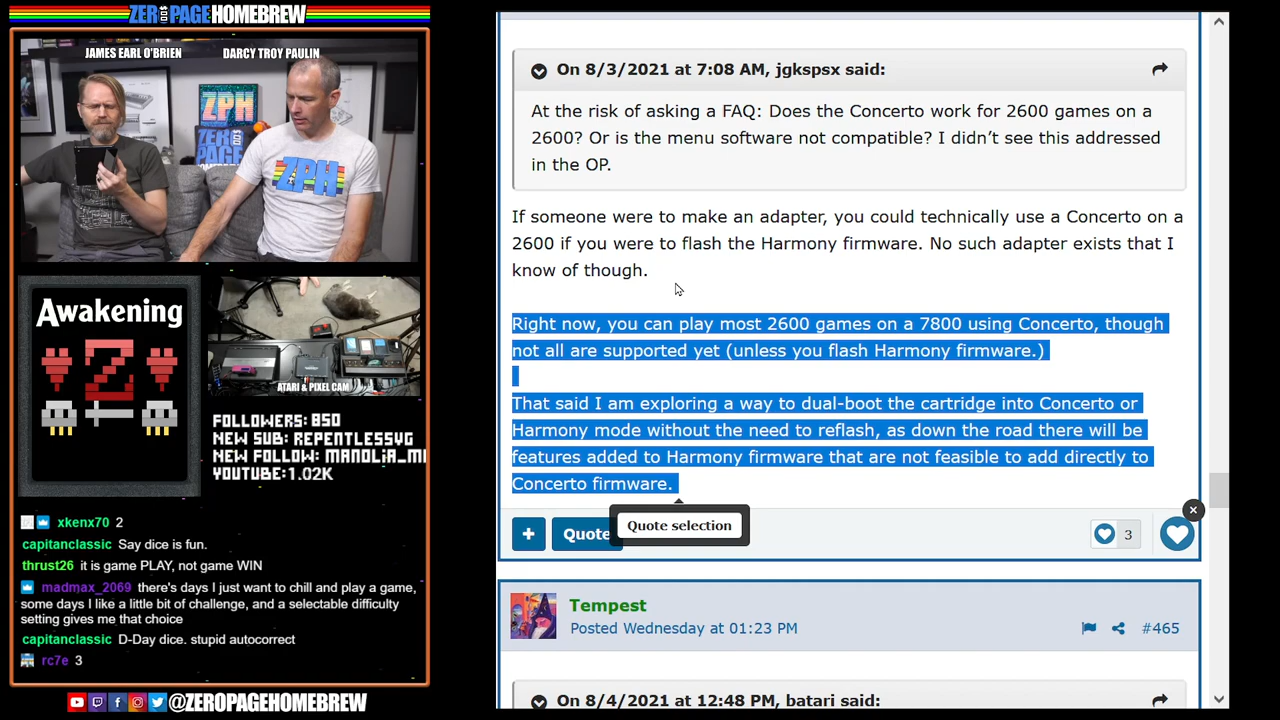 ZEROPAGE HOMEBREW
JAMES EARL O'BRIEN
DARCY TROY PAULIN
ZPH
ZERO
PAGE
ZPH
Awakening
ATARI & PIXEL CAM
FOLLOWERS: 850
NEW SUB: REPENTLESSVG
NEW FOLLOW: MANOLIA_M
YOUTUBE:1.02K
xkenx70 2
capitanclassic Say dice is fun.
thrust26 it is game PLAY, not game WIN
madmax_2069 there's days I just want to chill and play a game,
some days I like a little bit of challenge, and a selectable difficulty
setting gives me that choice
capitanclassic D-Day dice. stupid autocorrect
rc7e 3
@ZEROPAGEHOMEBREW
On 8/3/2021 at 7:08 AM, jgkspsx said:
At the risk of asking a FAQ: Does the Concerto work for 2600 games on a
2600? Or is the menu software not compatible? I didn't see this addressed
in the OP.
If someone were to make an adapter, you could technically use a Concerto on a
2600 if you were to flash the Harmony firmware. No such adapter exists that I
know of though.
Right now, you can play most 2600 games on a 7800 using Concerto, though
not all are supported yet (unless you flash Harmony firmware.)
That said I am exploring a way to dual-boot the cartridge into Concerto or
Harmony mode without the need to reflash, as down the road there will be
features added to Harmony firmware that are not feasible to add directly to
Concerto firmware.
Quote selection
+ Quote
3
Tempest
Posted Wednesday at 01:23 PM
#465
On 8/4/2021 at 12:48 PM, batari said: